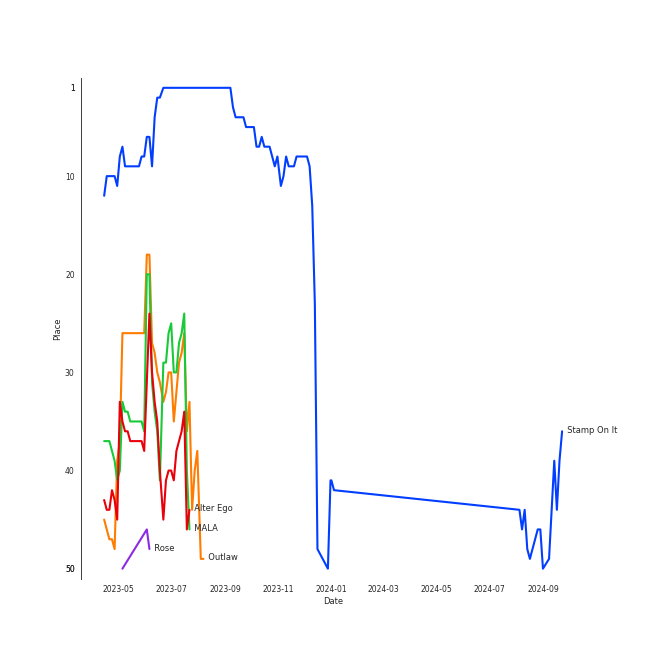 1
10
20
30
40
50
Place
Stamp On It
Alter Ego
MALA
Rose
Outlaw
2023-05
2023-07
2023-09
2023-11
2024-01
2024-03
2024-05
2024-07
2024-09
Date